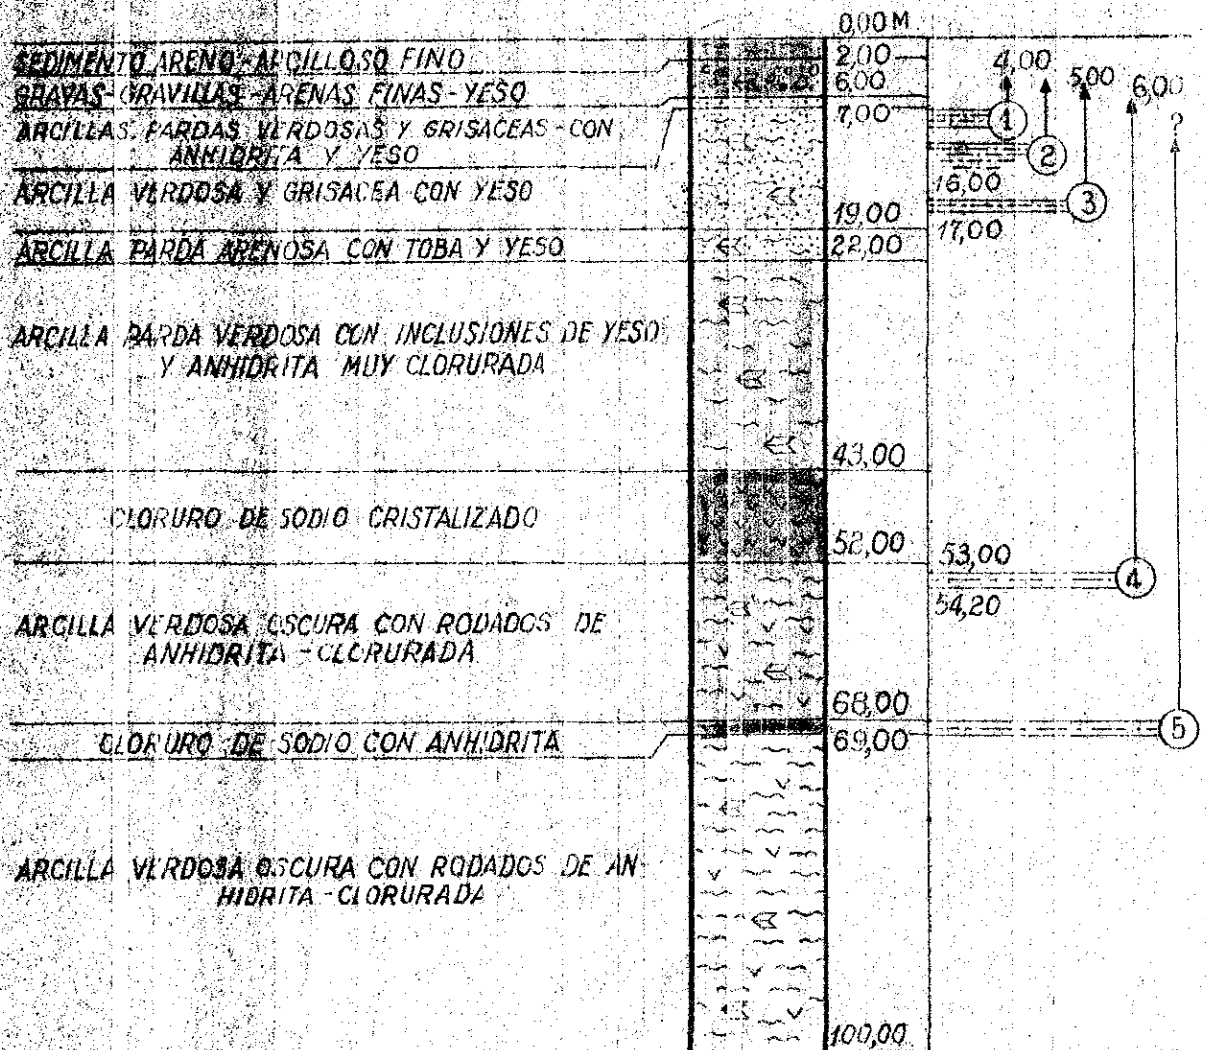 0,00 M
SEDIMENTO ARENO-ARCILLOSO FINO
2,00
4,00
5,00
6,00
GRAVAS-GRAVILLAS-ARENAS FINAS-YESO
6,00
7,00
1
?
ARCILLAS PARDAS VERDOSAS Y GRISACEAS-CON
ANHIDRITA Y YESO
2
ARCILLA VERDOSA Y GRISACEA CON YESO
16,00
3
19,00
17,00
ARCILLA PARDA ARENOSA CON TOBA Y YESO
22,00
ARCILLA PARDA VERDOSA CON INCLUSIONES DE YESO
Y ANHIDRITA MUY CLORURADA
43,00
CLORURO DE SODIO CRISTALIZADO
52,00
53,00
4
54,20
ARCILLA VERDOSA OSCURA CON RODADOS DE
ANHIDRITA-CLORURADA
68,00
5
CLORURO DE SODIO CON ANHIDRITA
69,00
ARCILLA VERDOSA OSCURA CON RODADOS DE AN-
HIDRITA-CLORURADA
100,00